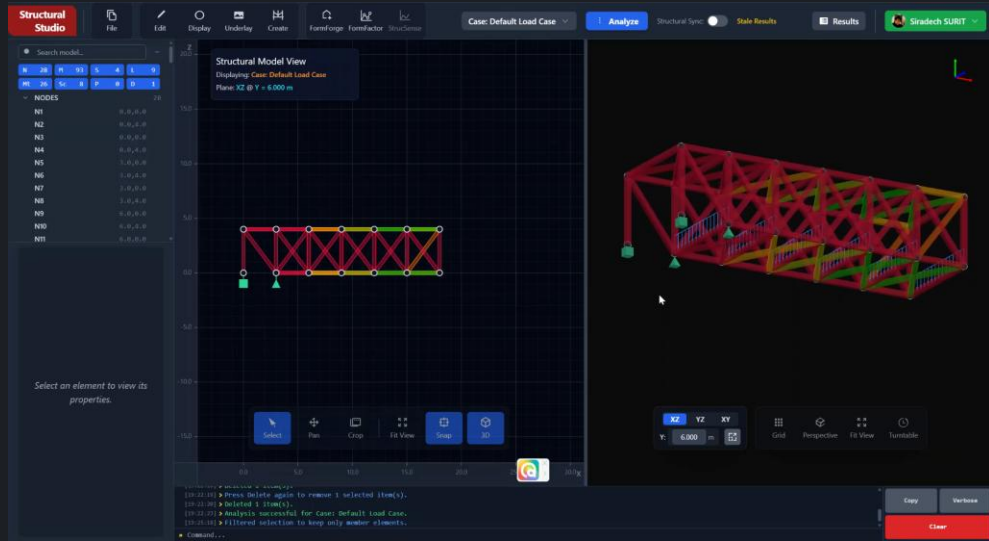 Structural
Studio
File
Edit
Display
Underlay
Create
FormForge
FormFactor
StrucSense
Case: Default Load Case
Analyze
Structural Sync:
Stale Results
Results
Siradech SURIT
Search model...
N 28 M 93 S 4 L 9
Mt 26 Sc 8 P 0 D 1
NODES 28
N1 0.0,0.0
N2 0.0,4.0
N3 0.0,0.0
N4 0.0,4.0
N5 3.0,0.0
N6 3.0,4.0
N7 3.0,0.0
N8 3.0,4.0
N9 6.0,0.0
N10 6.0,4.0
N11 6.0,0.0
Select an element to view its
properties.
Structural Model View
Displaying: Case: Default Load Case
Plane: XZ @ Y = 6.000 m
Z
20.0
15.0
10.0
5.0
0.0
-5.0
-10.0
-15.0
0.0 5.0 10.0 15.0 20.0
X
Select
Pan
Crop
Fit View
Snap
3D
XZ YZ XY
Y: 6.000 m
Grid
Perspective
Fit View
Turntable
Press Delete again to remove 1 selected item(s).
Deleted 1 item(s).
Analysis successful for Case: Default Load Case.
Filtered selection to keep only member elements.
Command...
Copy
Verbose
Clear